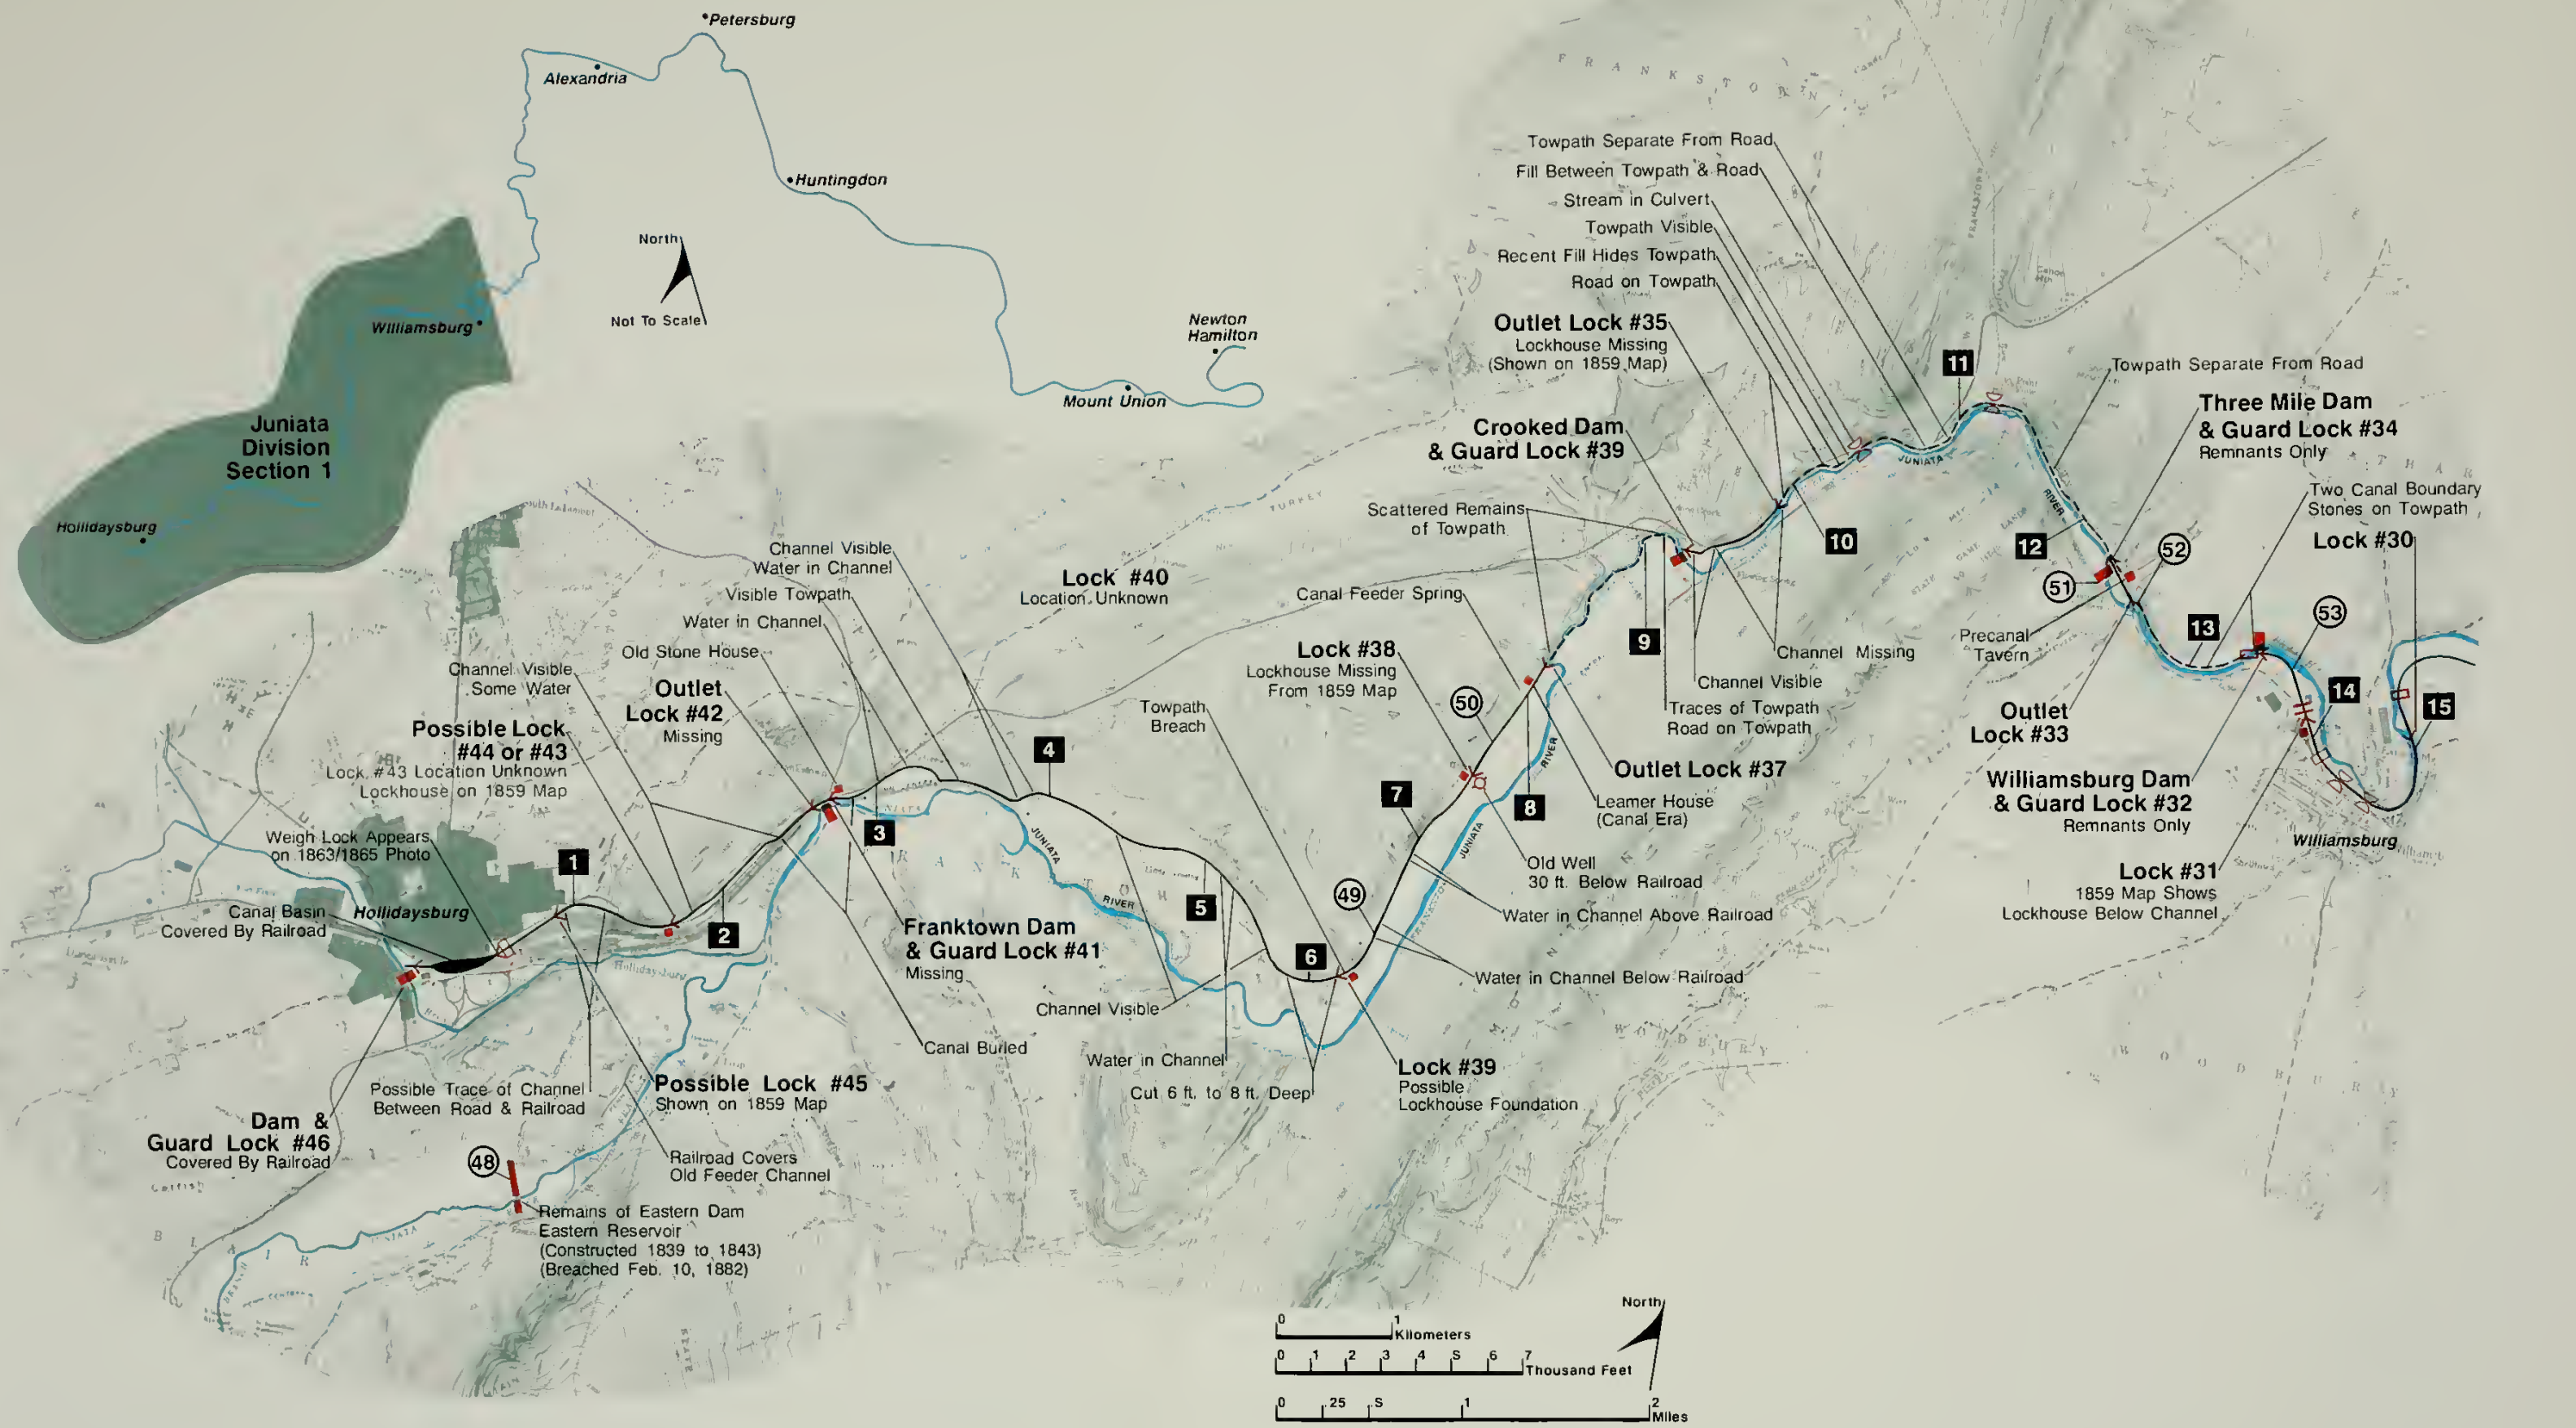 Petersburg
Alexandria
Huntingdon
North
Not To Scale
Williamsburg
Newton
Hamilton
Mount Union
Juniata
Division
Section 1
Hollidaysburg
FRANKSTOWN
Towpath Separate From Road
Fill Between Towpath & Road
Stream in Culvert
Towpath Visible
Recent Fill Hides Towpath
Road on Towpath
Outlet Lock #35
Lockhouse Missing
(Shown on 1859 Map)
Crooked Dam
& Guard Lock #39
Scattered Remains
of Towpath
11
Towpath Separate From Road
Three Mile Dam
& Guard Lock #34
Remnants Only
Two Canal Boundary
Stones on Towpath
Lock #30
JUNIATA
RIVER
TURKEY
10
12
52
51
53
13
14
15
9
Channel Missing
Channel Visible
Traces of Towpath
Road on Towpath
Precanal
Tavern
Outlet
Lock #33
Williamsburg Dam
& Guard Lock #32
Remnants Only
Lock #31
1859 Map Shows
Lockhouse Below Channel
Williamsburg
Channel Visible
Water in Channel
Visible Towpath
Water in Channel
Old Stone House
Lock #40
Location Unknown
Canal Feeder Spring
Lock #38
Lockhouse Missing
From 1859 Map
50
Towpath
Breach
Channel Visible
Some Water
Outlet
Lock #42
Missing
Possible Lock
#44 or #43
Lock #43 Location Unknown
Lockhouse on 1859 Map
Weigh Lock Appears
on 1863/1865 Photo
Canal Basin
Covered By Railroad
Hollidaysburg
1
2
3
4
5
6
7
8
49
Outlet Lock #37
Leamer House
(Canal Era)
Old Well
30 ft. Below Railroad
Water in Channel Above Railroad
Water in Channel Below Railroad
JUNIATA
RIVER
JUNIATA
RIVER
Franktown Dam
& Guard Lock #41
Missing
Channel Visible
Canal Buried
Water in Channel
Cut 6 ft. to 8 ft. Deep
Lock #39
Possible
Lockhouse Foundation
WOODBURY
WOODBURY
Possible Trace of Channel
Between Road & Railroad
Possible Lock #45
Shown on 1859 Map
Dam &
Guard Lock #46
Covered By Railroad
48
Railroad Covers
Old Feeder Channel
Remains of Eastern Dam
Eastern Reservoir
(Constructed 1839 to 1843)
(Breached Feb. 10, 1882)
BLAIR
North
0 1
Kilometers
0 1 2 3 4 5 6 7
Thousand Feet
0 .25 .5 1 2
Miles